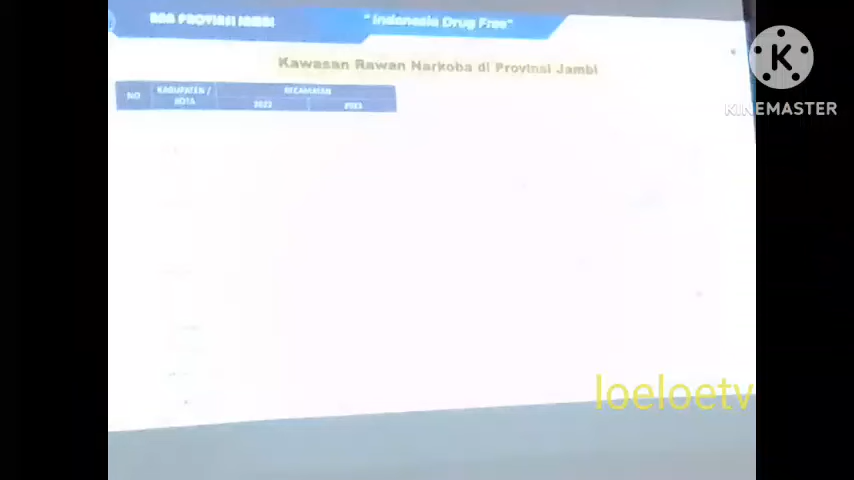 BNN PROVINSI JAMBI
"Indonesia Drug Free"
Kawasan Rawan Narkoba di Provinsi Jambi
NO
KABUPATEN /
KOTA
KECAMATAN
2022
2023
K
KINEMASTER
loeloetv